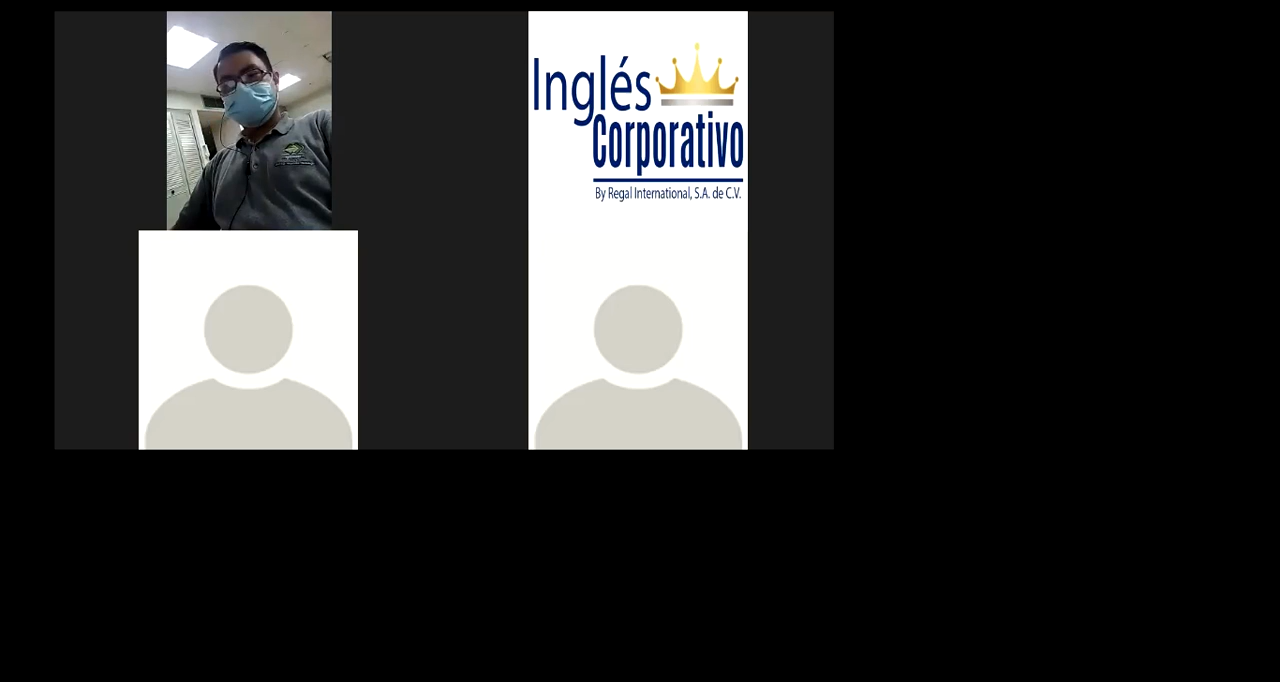 Inglés
Corporativo
By Regal International, S.A. de C.V.